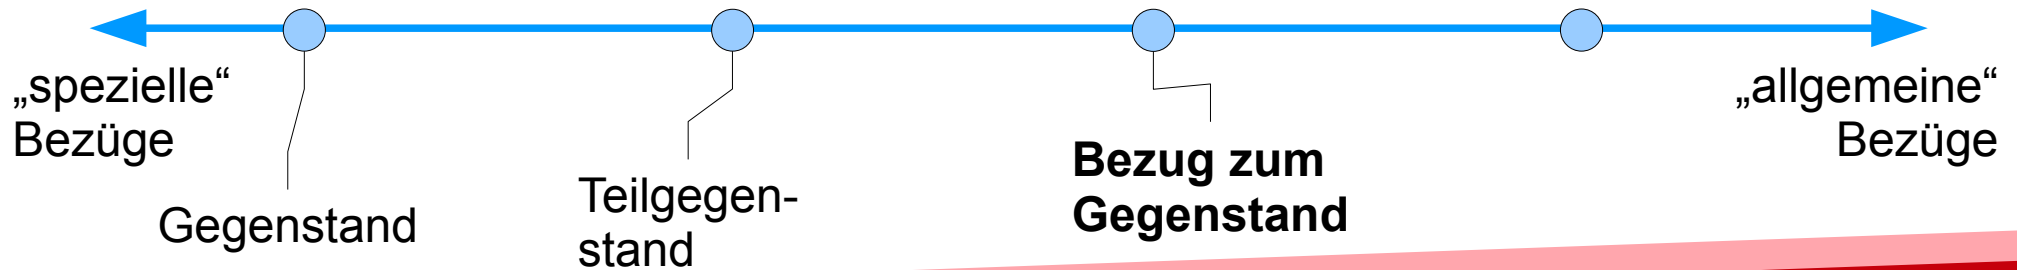 „spezielle“
Bezüge
Gegenstand
Teilgegen-
stand
Bezug zum
Gegenstand
„allgemeine“
Bezüge